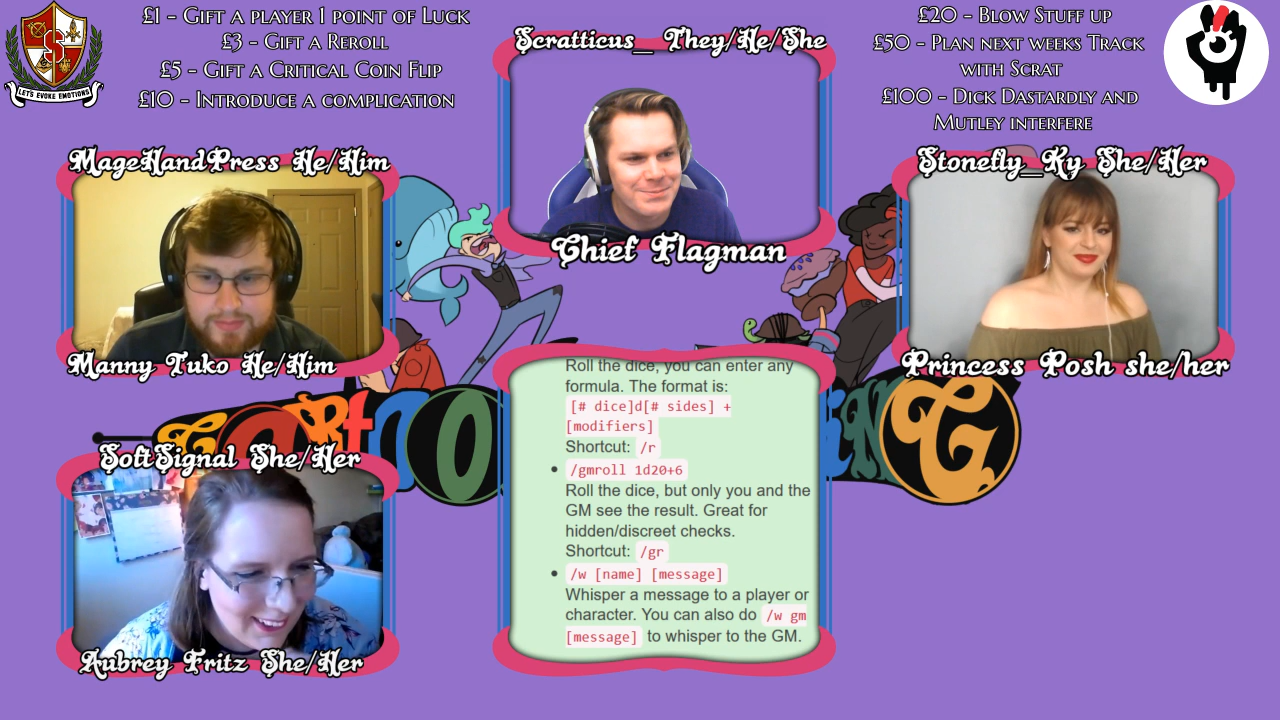 £1 - Gift a player 1 point of Luck
£3 - Gift a Reroll
£5 - Gift a Critical Coin Flip
£10 - Introduce a complication
LET'S EVOKE EMOTIONS
Scratticus_ They/He/She
Chief Flagman
£20 - Blow Stuff up
£50 - Plan next weeks Track
with Scrat
£100 - Dick Dastardly and
Mutley interfere
MageHandPress He/Him
Manny Tuko He/Him
Stonefly_Ky She/Her
Princess Posh she/her
SoftSignal She/Her
Aubrey Fritz She/Her
Roll the dice, you can enter any
formula. The format is:
[# dice]d[# sides] +
[modifiers]
Shortcut: /r
• /gmroll 1d20+6
Roll the dice, but only you and the
GM see the result. Great for
hidden/discreet checks.
Shortcut: /gr
• /w [name] [message]
Whisper a message to a player or
character. You can also do /w gm
[message] to whisper to the GM.